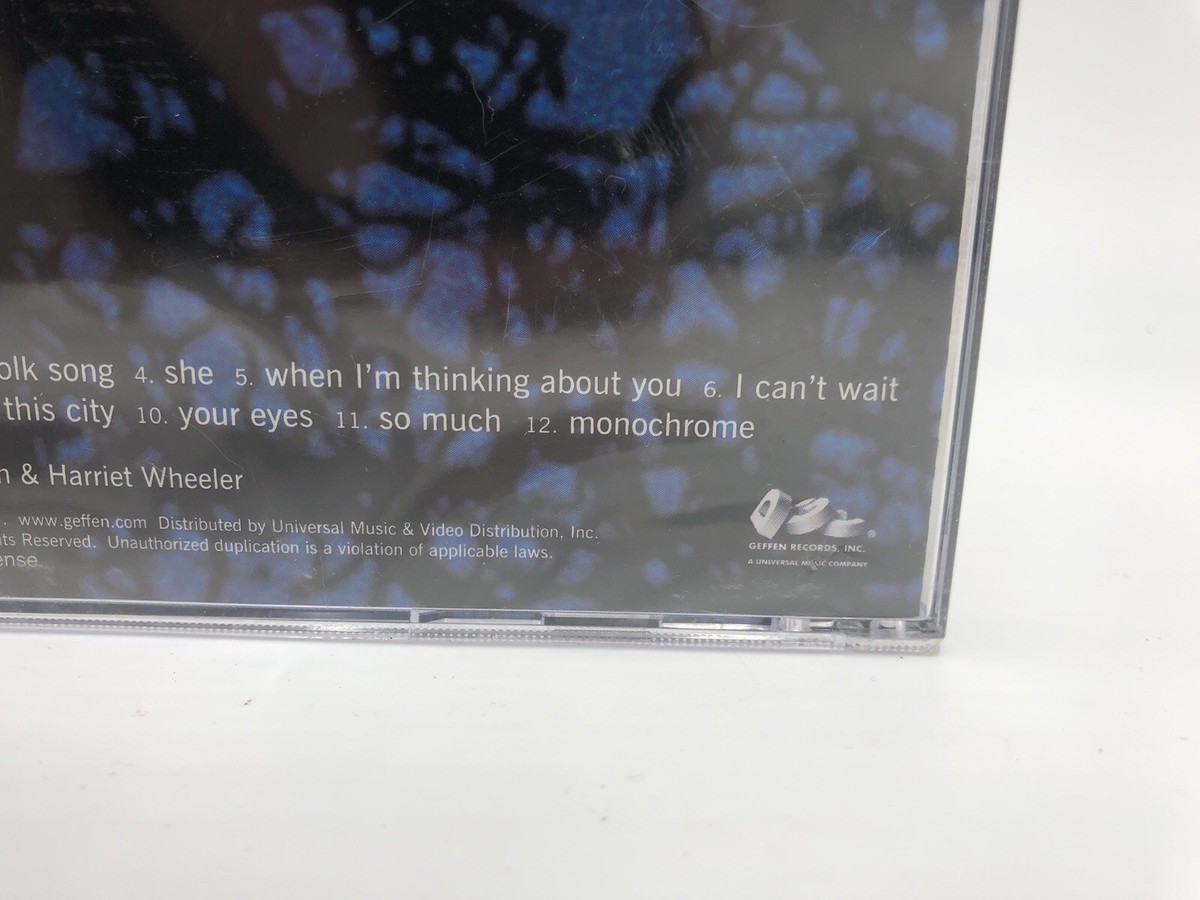 olk song 4. she 5. when I'm thinking about you 6. I can't wait
this city 10. your eyes 11. so much 12. monochrome
n & Harriet Wheeler
. www.geffen.com Distributed by Universal Music & Video Distribution, Inc.
ts Reserved. Unauthorized duplication is a violation of applicable laws.
ense.
GEFFEN RECORDS, INC.
A UNIVERSAL MUSIC COMPANY